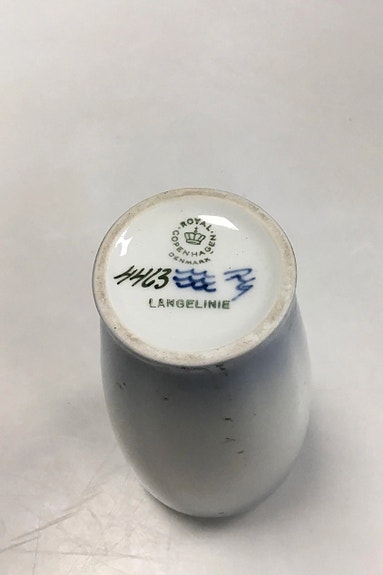 ROYAL
COPENHAGEN
DENMARK
4463
LANGELINIE